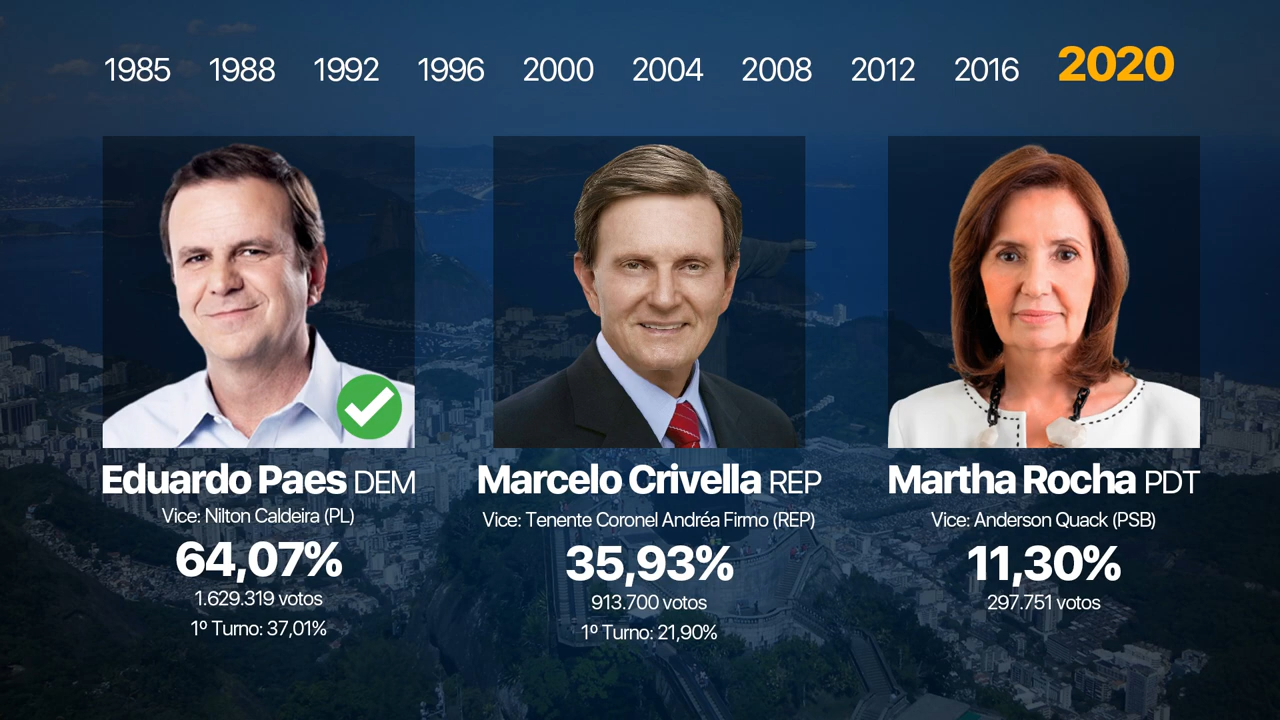 1985 1988 1992 1996 2000 2004 2008 2012 2016 2020
Eduardo Paes DEM
Vice: Nilton Caldeira (PL)
64,07%
1.629.319 votos
1º Turno: 37,01%
Marcelo Crivella REP
Vice: Tenente Coronel Andréa Firmo (REP)
35,93%
913.700 votos
1º Turno: 21,90%
Martha Rocha PDT
Vice: Anderson Quack (PSB)
11,30%
297.751 votos